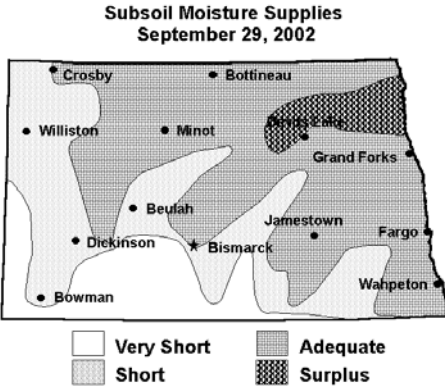 Subsoil Moisture Supplies
September 29, 2002
Crosby
Bottineau
Williston
Minot
Devils Lake
Grand Forks
Beulah
Jamestown
Fargo
Dickinson
Bismarck
Wahpeton
Bowman
Very Short
Adequate
Short
Surplus